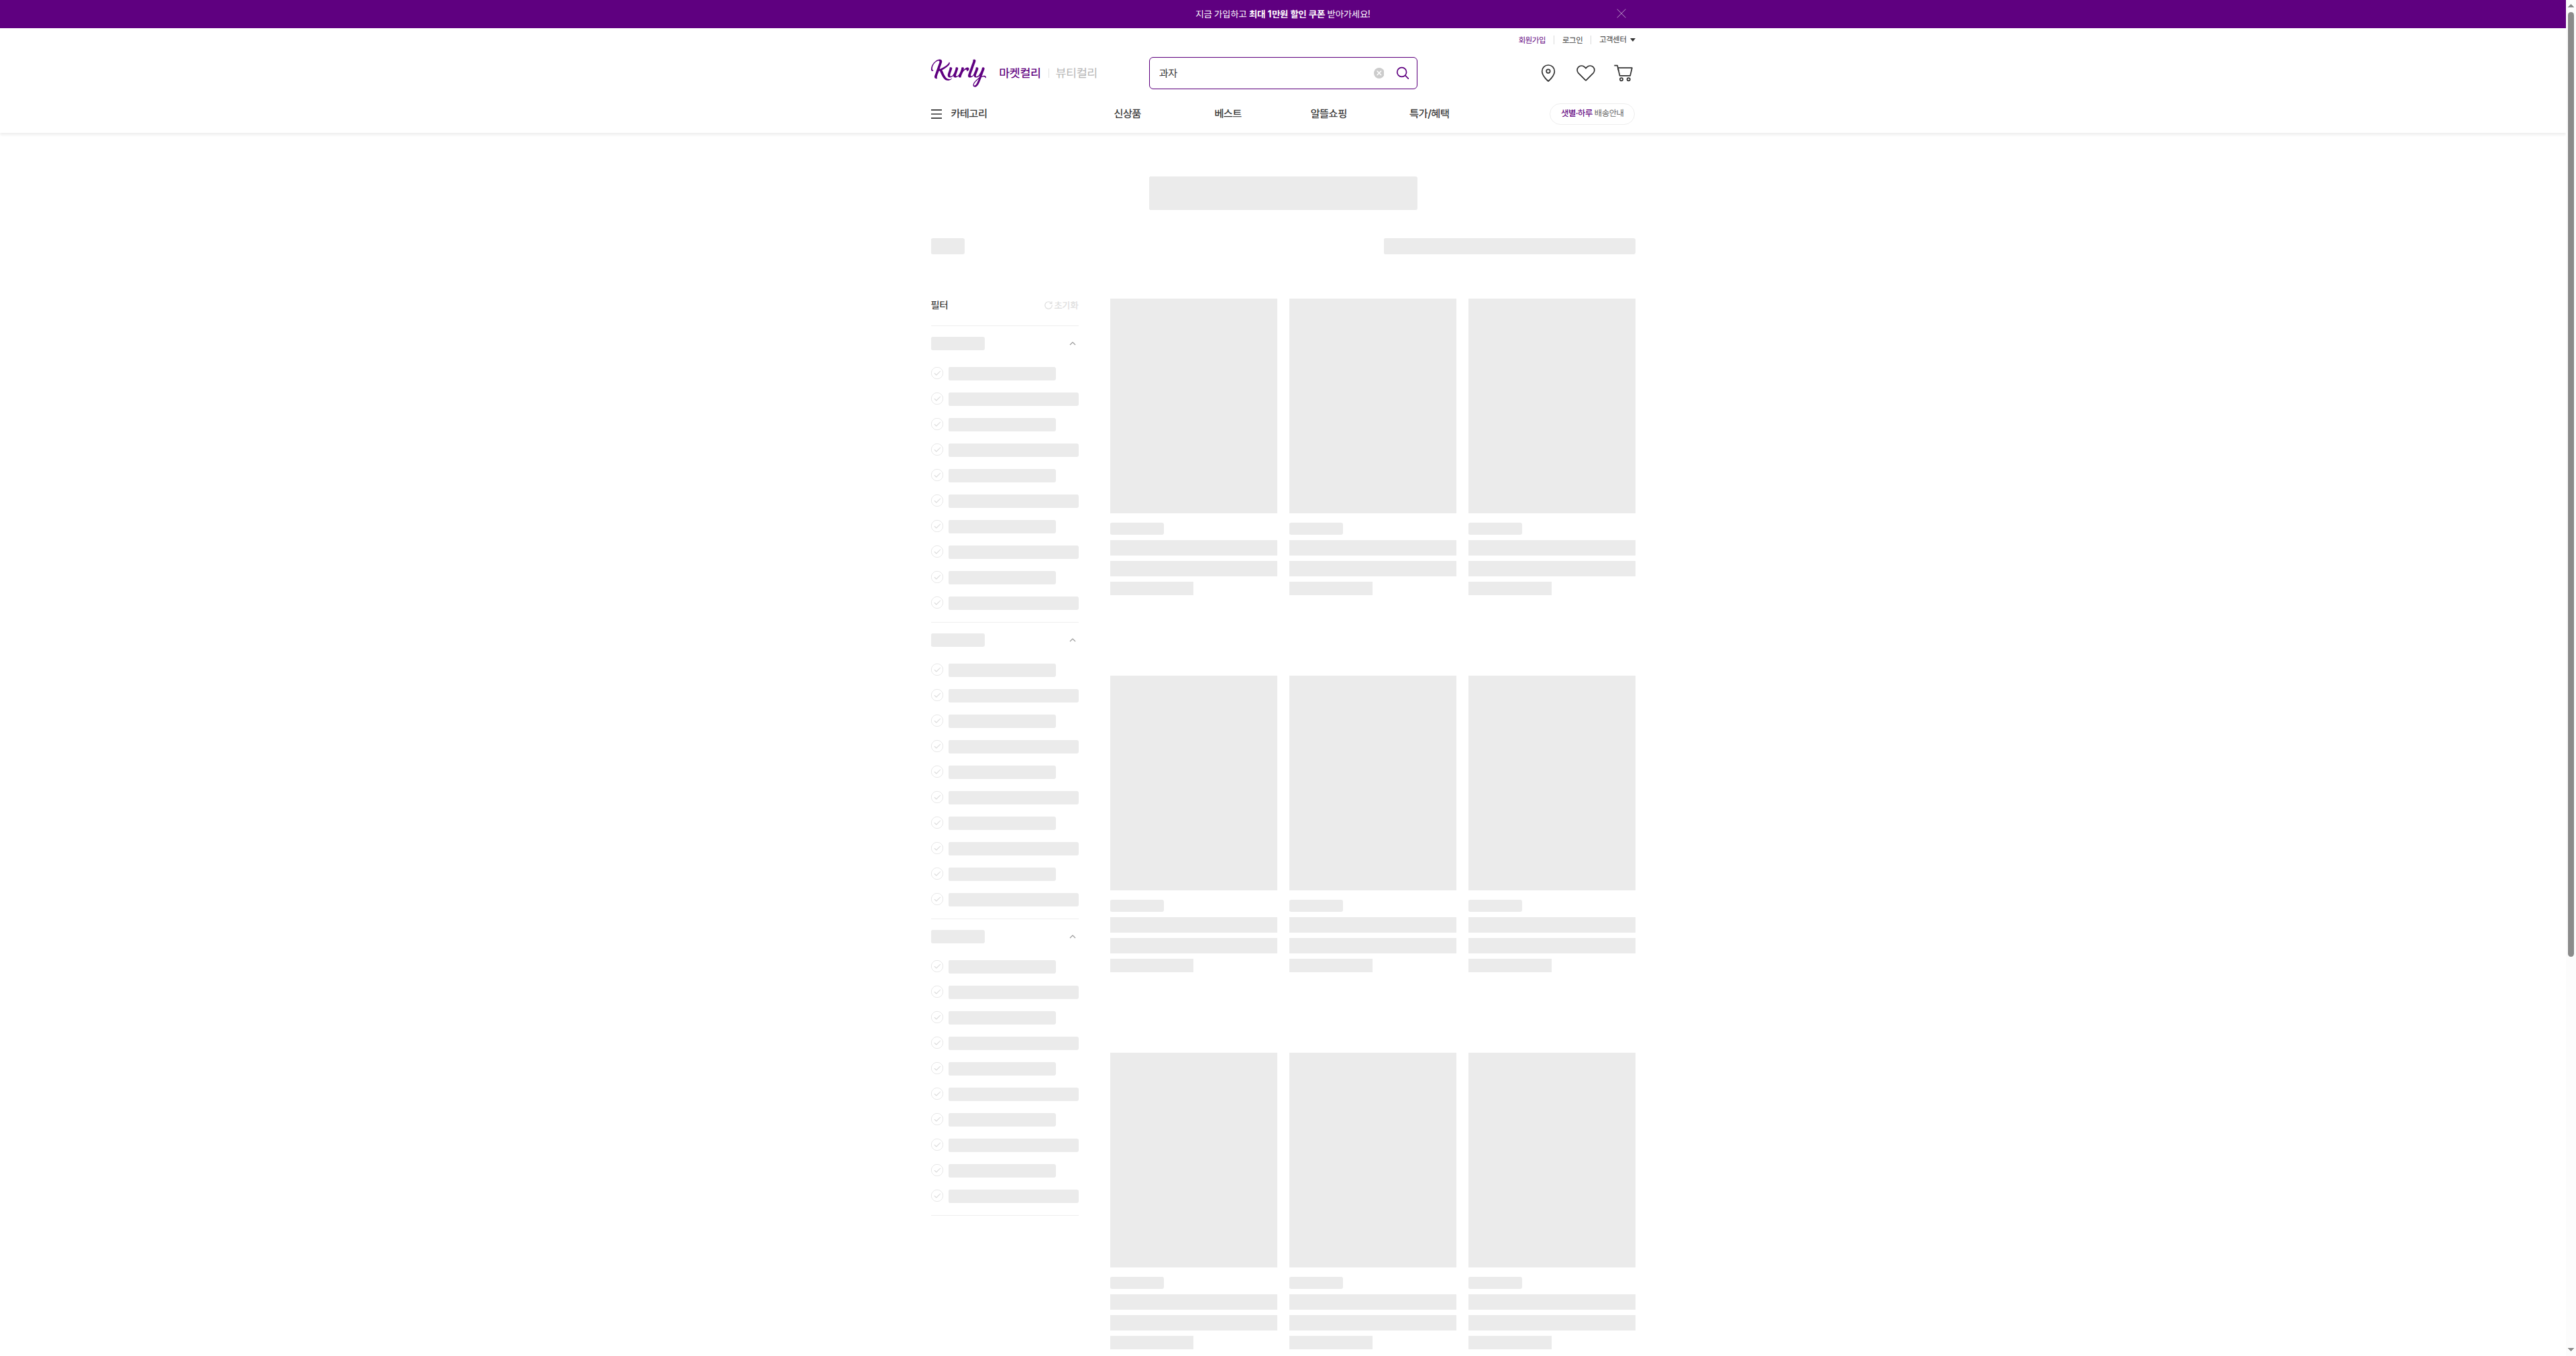 지금 가입하고 최대 1만원 할인 쿠폰 받아가세요!
회원가입 로그인 고객센터
Kurly 마켓컬리 뷰티컬리 과자
카테고리 신상품 베스트 알뜰쇼핑 특가/혜택 샛별·하루 배송안내
필터 초기화